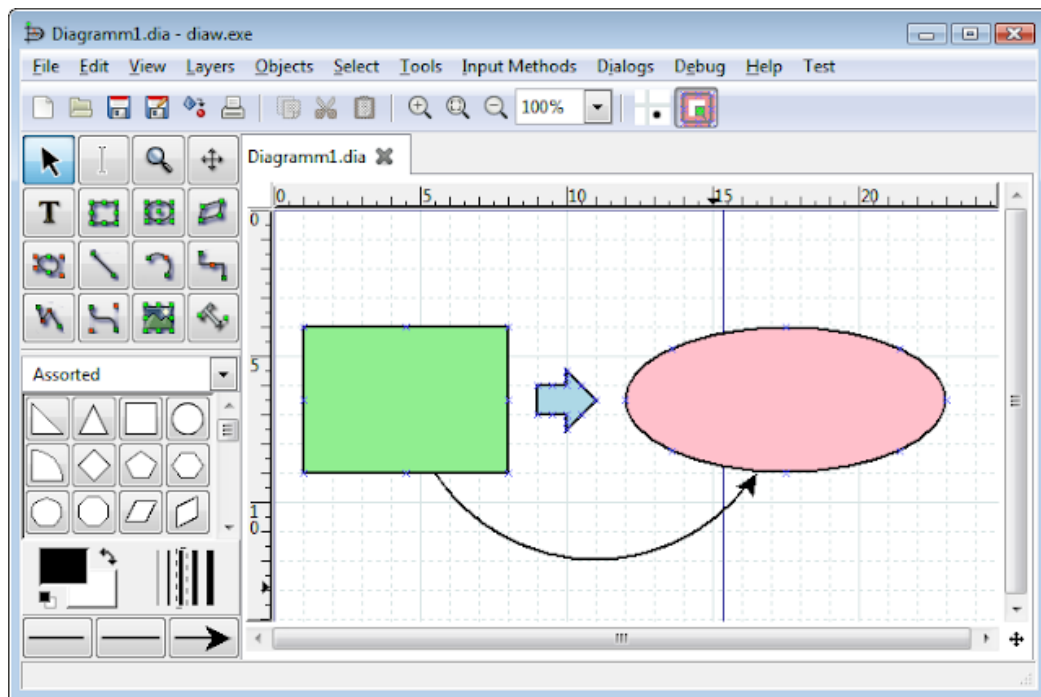 Diagramm1.dia - diaw.exe
File Edit View Layers Objects Select Tools Input Methods Dialogs Debug Help Test
100%
T
Diagramm1.dia
0 5 10 15 20
0
5
10
Assorted